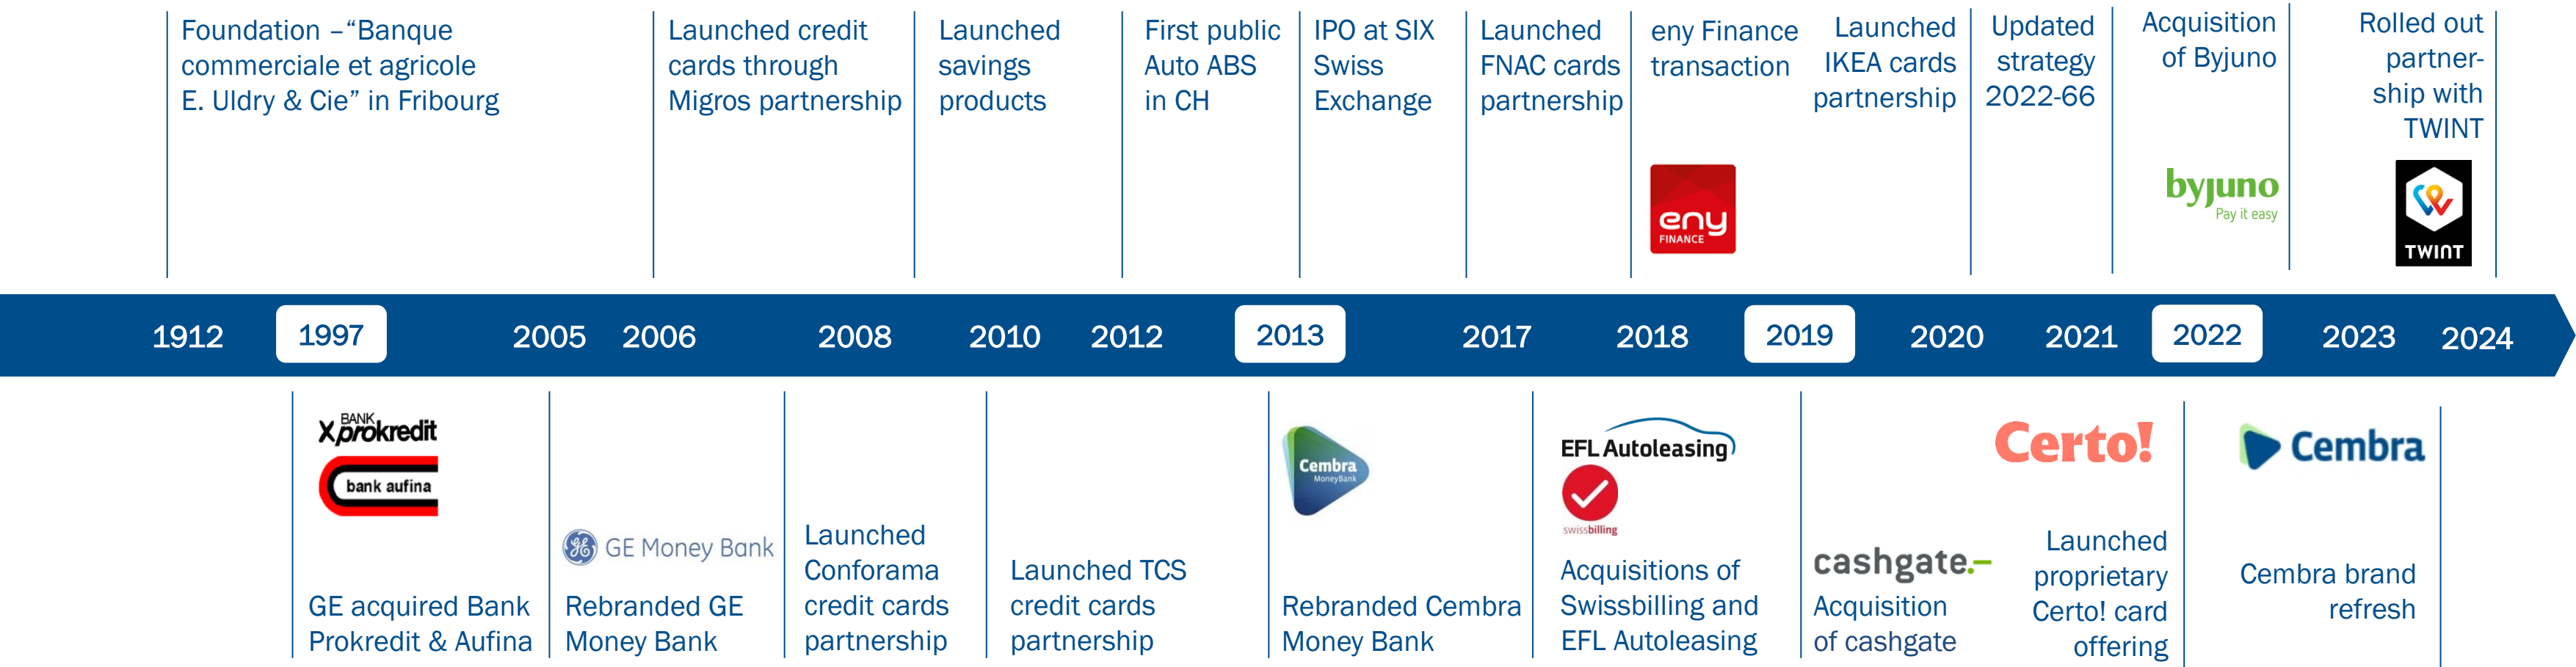 Foundation –“Banque
commerciale et agricole
E. Uldry & Cie” in Fribourg
Launched credit
cards through
Migros partnership
Launched
savings
products
First public
Auto ABS
in CH
IPO at SIX
Swiss
Exchange
Launched
FNAC cards
partnership
eny Finance
transaction
Launched
IKEA cards
partnership
Updated
strategy
2022-66
Acquisition
of Byjuno
Rolled out
partner-
ship with
TWINT
eny
FINANCE
byjuno
Pay it easy
TWINT
1912 1997 2005 2006 2008 2010 2012 2013 2017 2018 2019 2020 2021 2022 2023 2024
BANK
Xprokredit
bank aufina
GE acquired Bank
Prokredit & Aufina
GE GE Money Bank
Rebranded GE
Money Bank
Launched
Conforama
credit cards
partnership
Launched TCS
credit cards
partnership
Cembra
MoneyBank
Rebranded Cembra
Money Bank
EFL Autoleasing
swissbilling
Acquisitions of
Swissbilling and
EFL Autoleasing
cashgate.–
Acquisition
of cashgate
Certo!
Launched
proprietary
Certo! card
offering
Cembra
Cembra brand
refresh